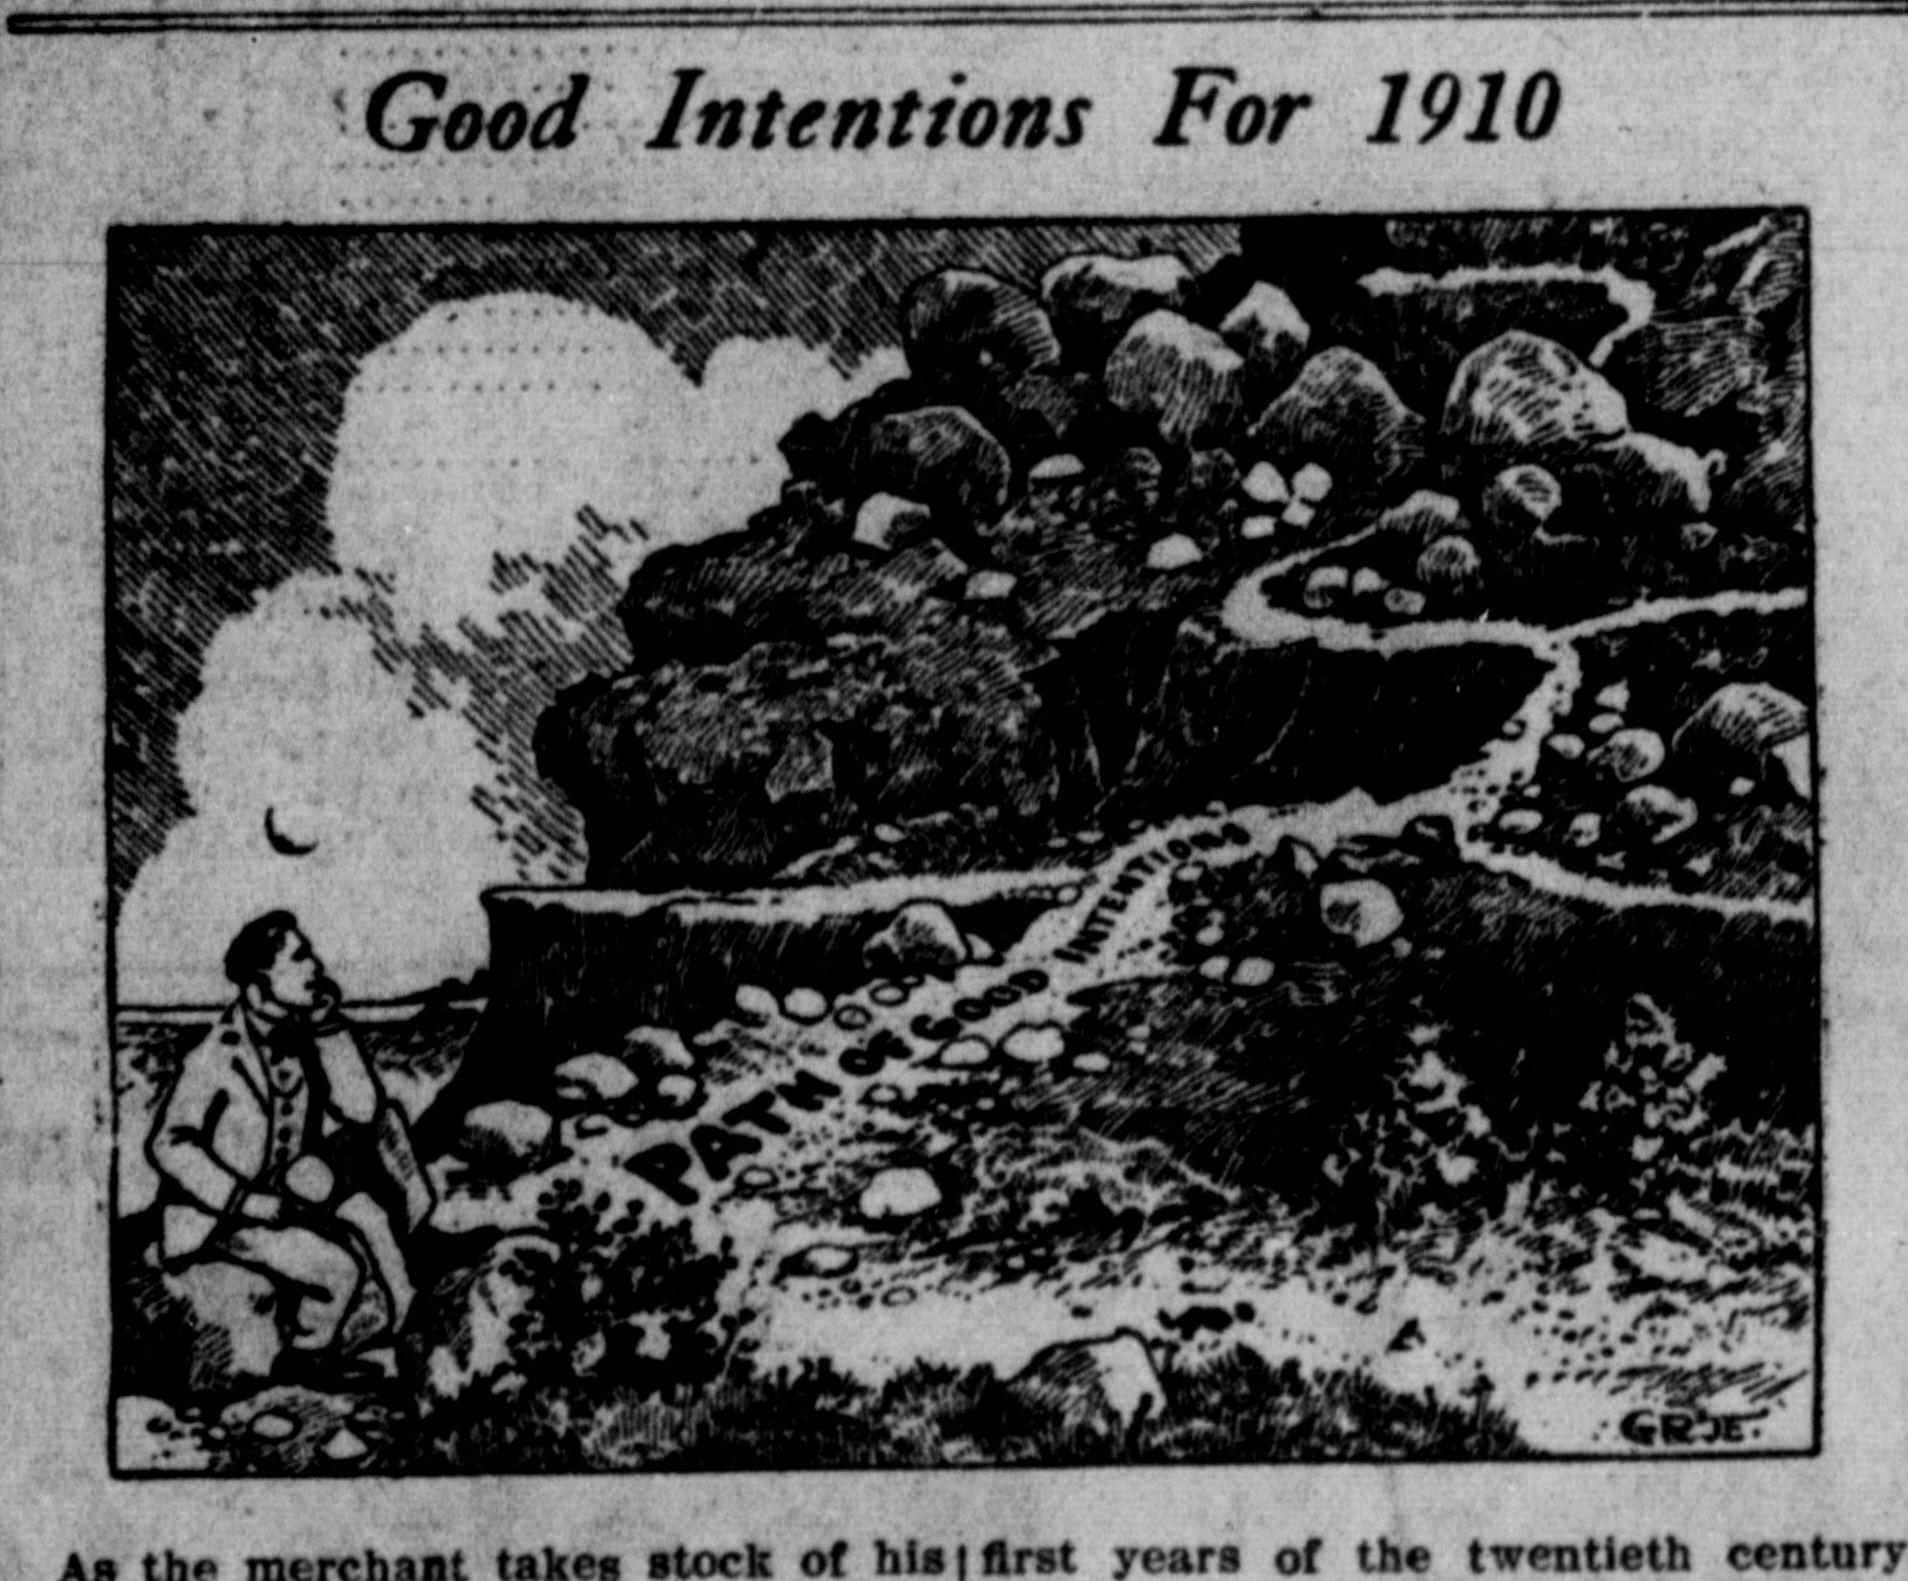 Good Intentions For 1910
PATH OF GOOD INTENTIONS
As the merchant takes stock of his
first years of the twentieth century